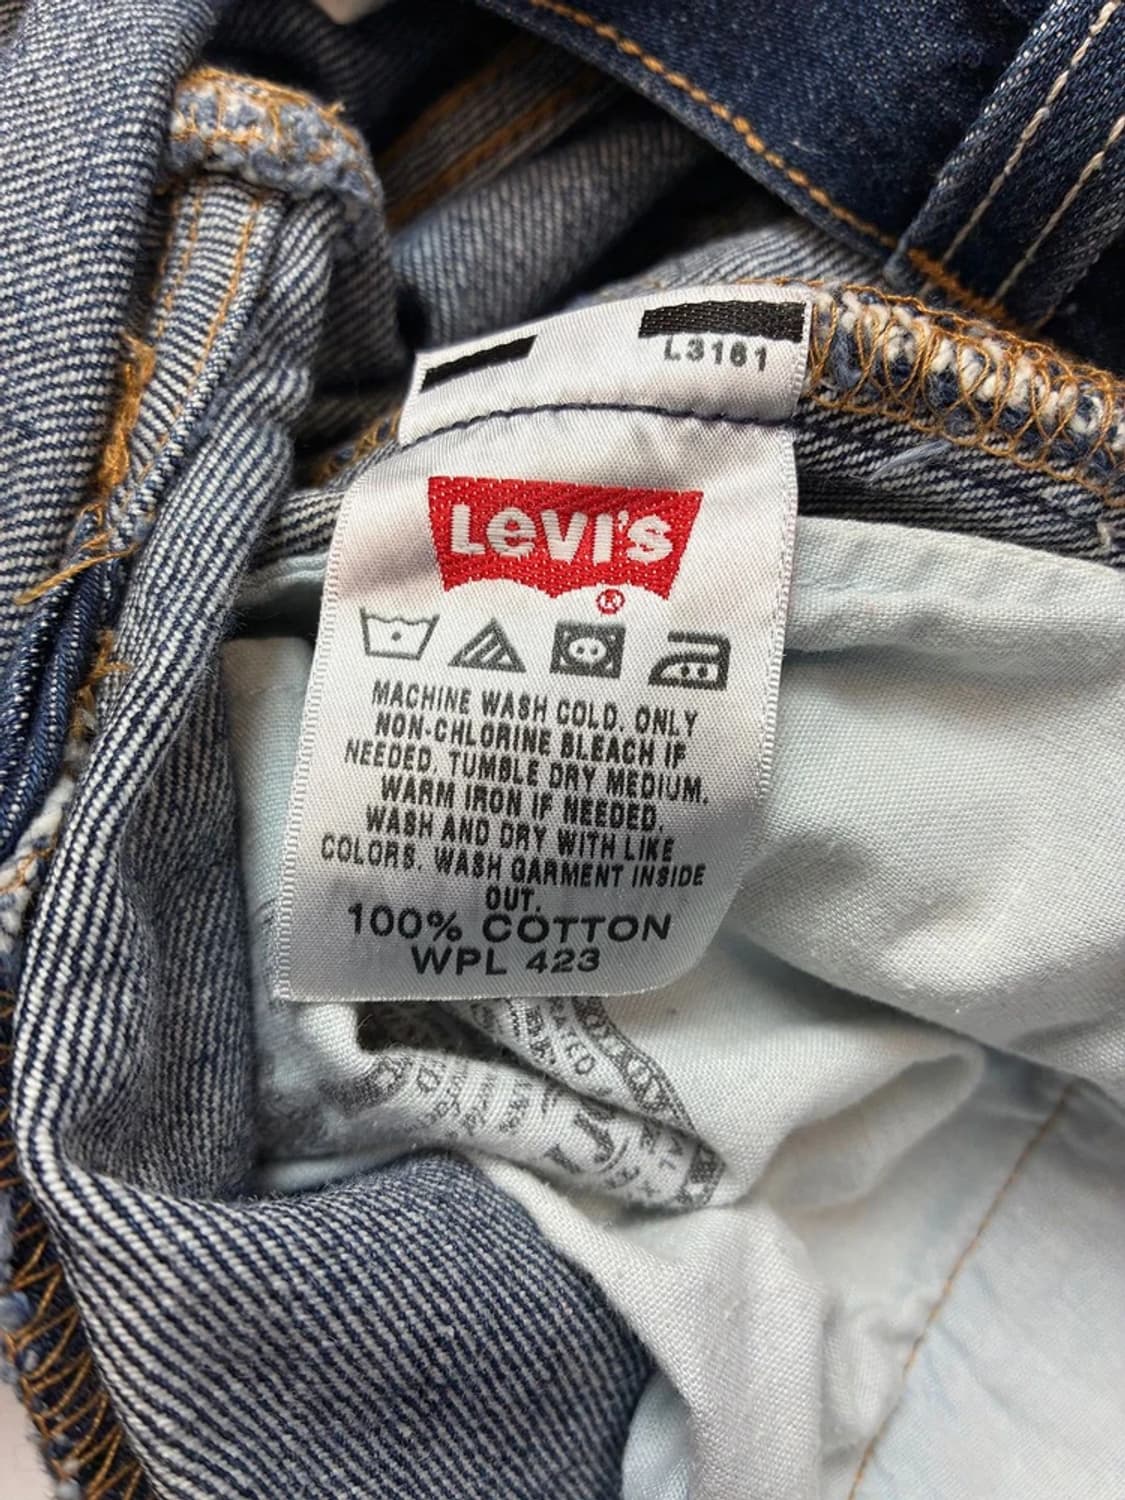 L3161
Levi's
®
MACHINE WASH COLD. ONLY
NON-CHLORINE BLEACH IF
NEEDED. TUMBLE DRY MEDIUM.
WARM IRON IF NEEDED.
WASH AND DRY WITH LIKE
COLORS. WASH GARMENT INSIDE
OUT.
100% COTTON
WPL 423